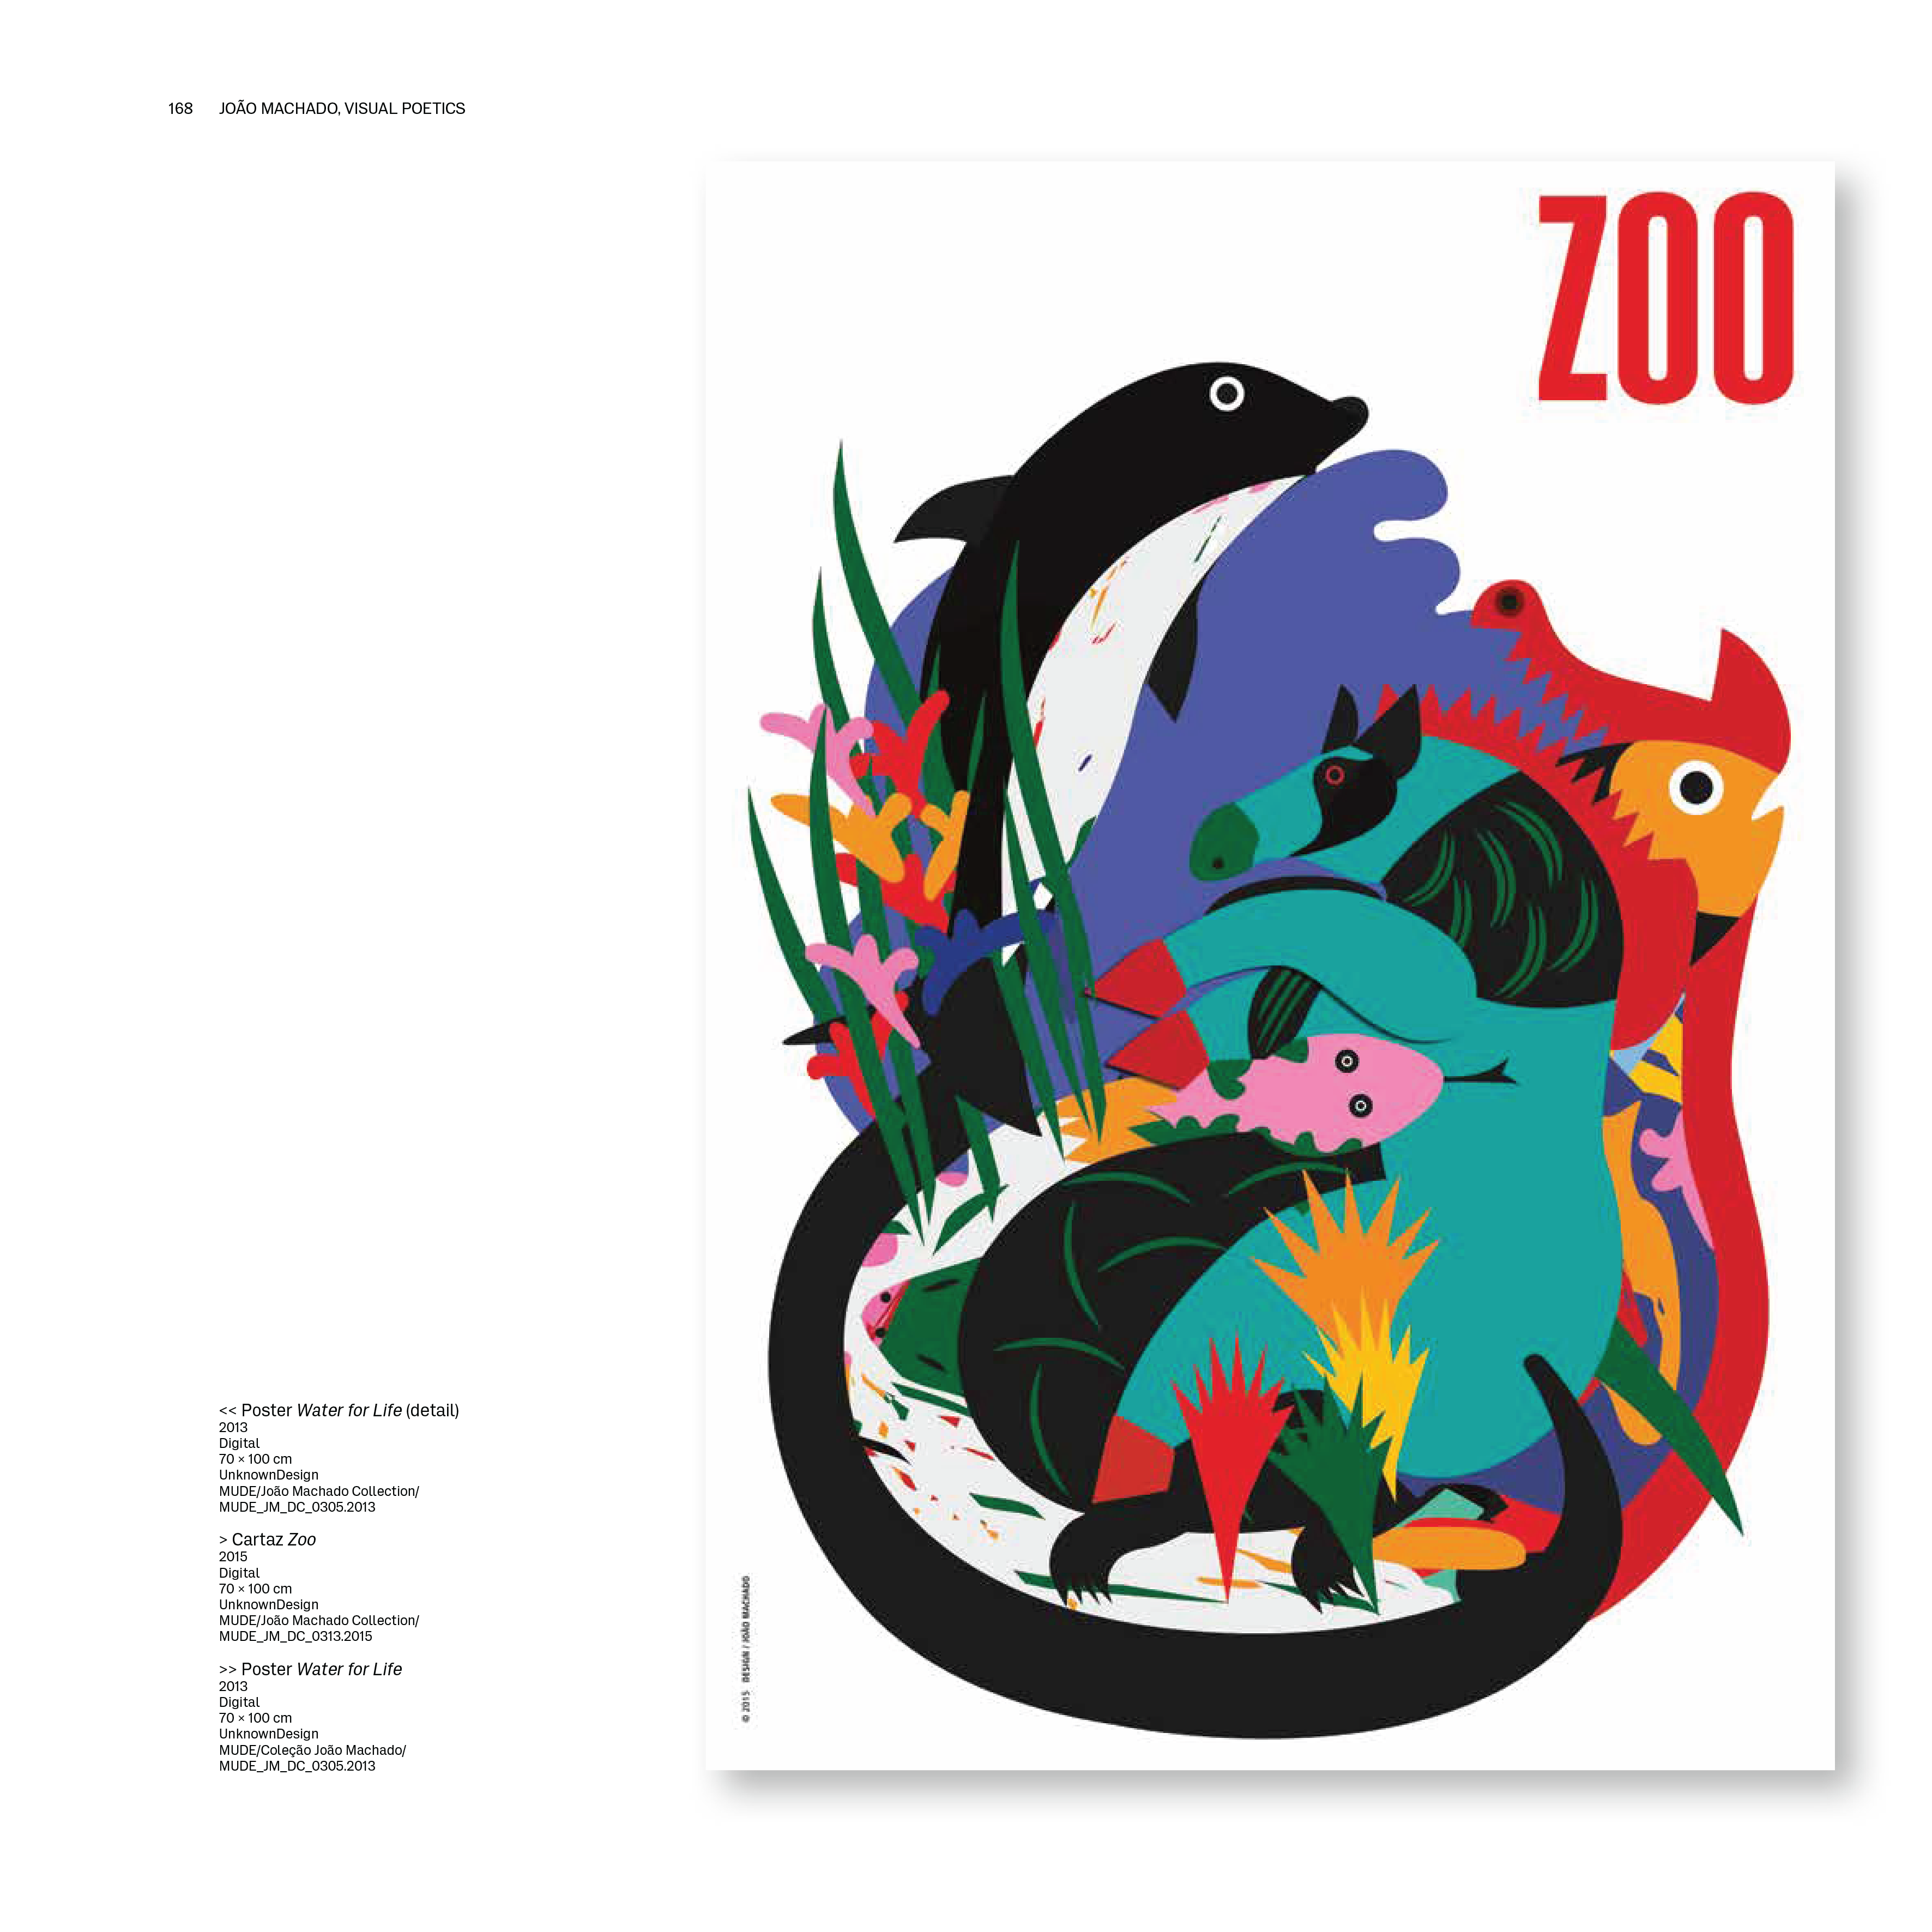 168 JOÃO MACHADO, VISUAL POETICS
ZOO
<< Poster Water for Life (detail)
2013
Digital
70 × 100 cm
UnknownDesign
MUDE/João Machado Collection/
MUDE_JM_DC_0305.2013
> Cartaz Zoo
2015
Digital
70 × 100 cm
UnknownDesign
MUDE/João Machado Collection/
MUDE_JM_DC_0313.2015
>> Poster Water for Life
2013
Digital
70 × 100 cm
UnknownDesign
MUDE/Coleção João Machado/
MUDE_JM_DC_0305.2013
© 2015 DESIGN / JOÃO MACHADO